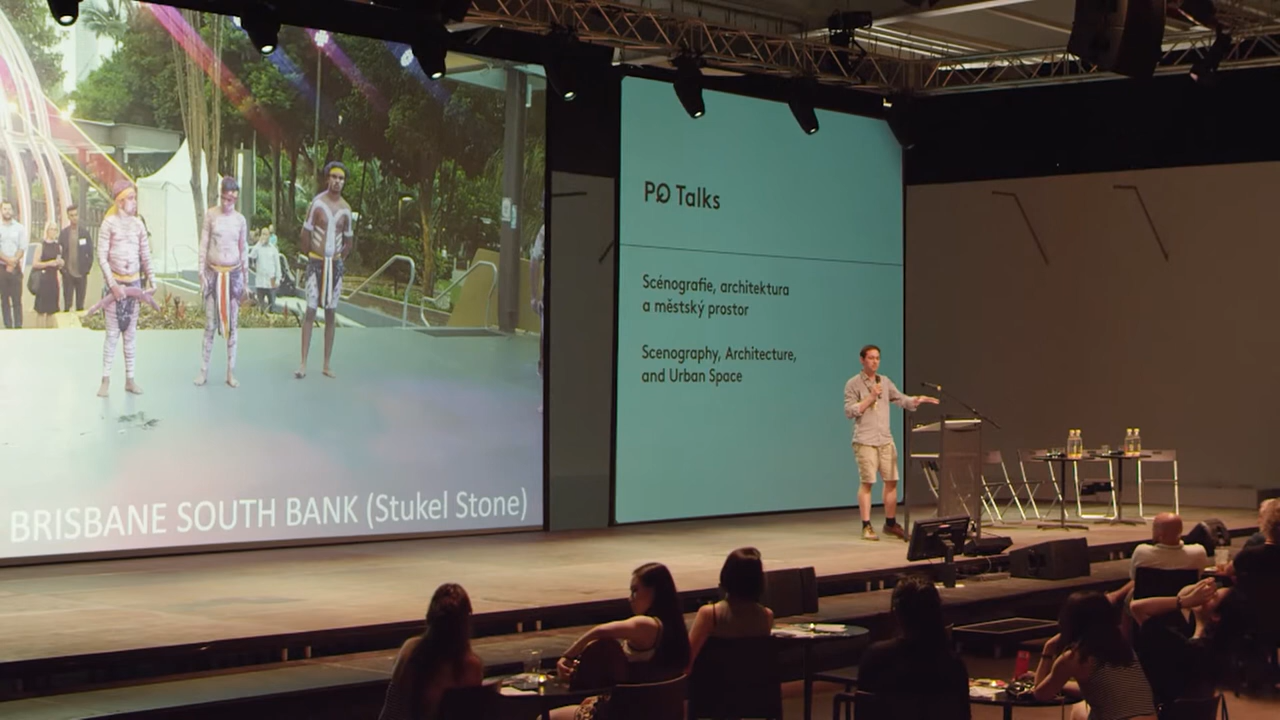 BRISBANE SOUTH BANK (Stukel Stone)
PQ Talks
Scénografie, architektura
a městský prostor
Scenography, Architecture,
and Urban Space